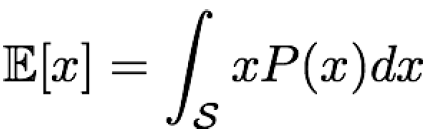 𝔼[x] = ∫_𝒮 xP(x)dx